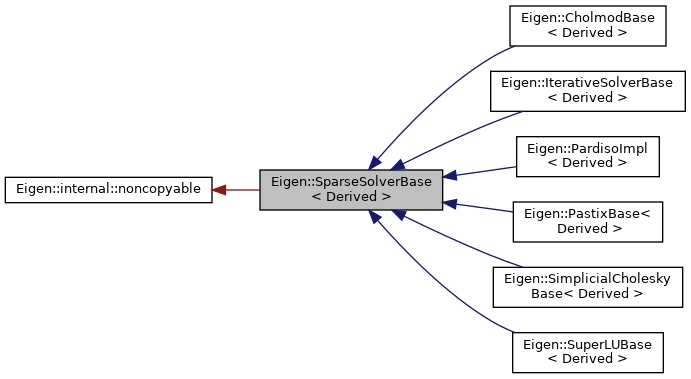 Eigen::CholmodBase
< Derived >
Eigen::IterativeSolverBase
< Derived >
Eigen::PardisoImpl
< Derived >
Eigen::internal::noncopyable
Eigen::SparseSolverBase
< Derived >
Eigen::PastixBase<
Derived >
Eigen::SimplicialCholesky
Base< Derived >
Eigen::SuperLUBase
< Derived >